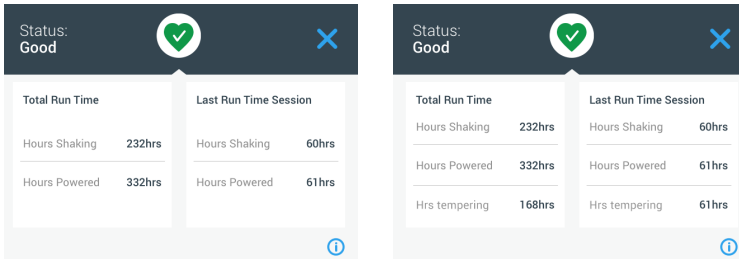 Status:
Good
Total Run Time
Hours Shaking 232hrs
Hours Powered 332hrs
Last Run Time Session
Hours Shaking 60hrs
Hours Powered 61hrs
Status:
Good
Total Run Time
Hours Shaking 232hrs
Hours Powered 332hrs
Hrs tempering 168hrs
Last Run Time Session
Hours Shaking 60hrs
Hours Powered 61hrs
Hrs tempering 61hrs